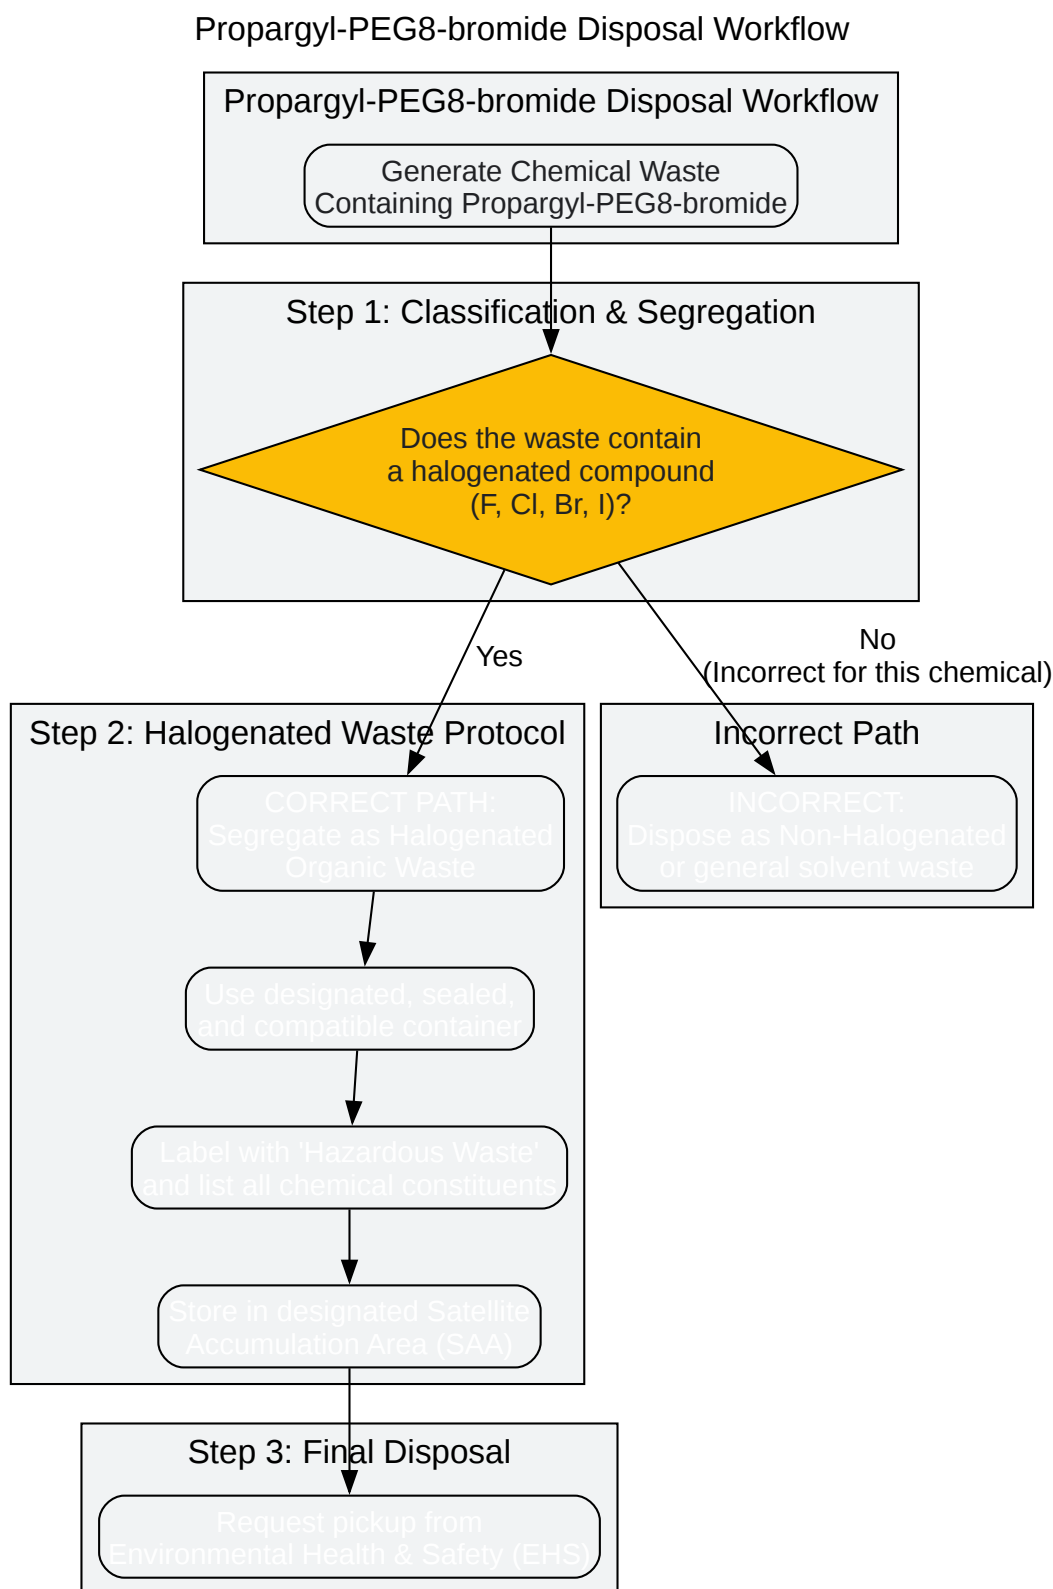 Propargyl-PEG8-bromide Disposal Workflow
Propargyl-PEG8-bromide Disposal Workflow
Generate Chemical Waste
Containing Propargyl-PEG8-bromide
Step 1: Classification & Segregation
Does the waste contain
a halogenated compound
(F, Cl, Br, I)?
Yes
No
(Incorrect for this chemical)
Step 2: Halogenated Waste Protocol
CORRECT PATH:
Segregate as Halogenated
Organic Waste
Incorrect Path
INCORRECT:
Dispose as Non-Halogenated
or general solvent waste
Use designated, sealed,
and compatible container
Label with 'Hazardous Waste'
and list all chemical constituents
Store in designated Satellite
Accumulation Area (SAA)
Step 3: Final Disposal
Request pickup from
Environmental Health & Safety (EHS)